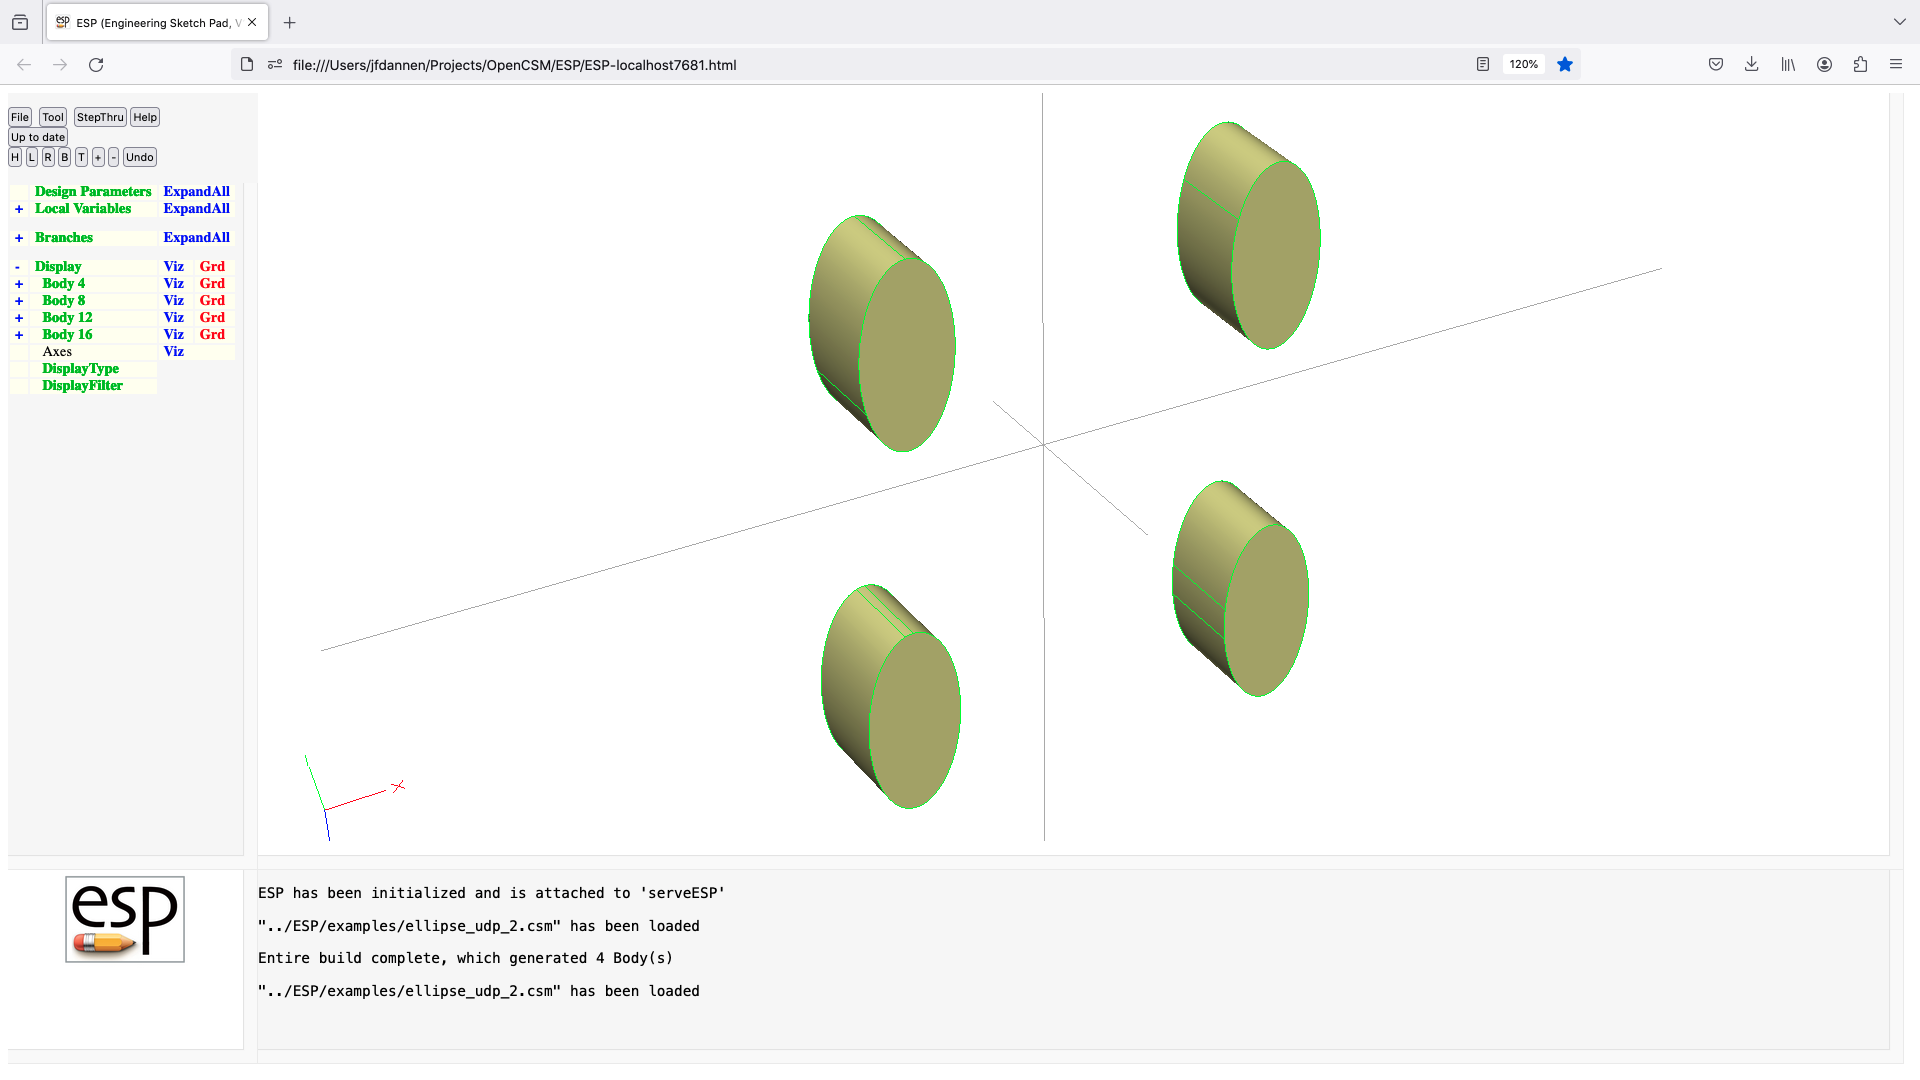 ESP (Engineering Sketch Pad, V
file:///Users/jfdannen/Projects/OpenCSM/ESP/ESP-localhost7681.html
120%
File Tool StepThru Help
Up to date
H L R B T + - Undo
Design Parameters ExpandAll
+ Local Variables ExpandAll
+ Branches ExpandAll
- Display Viz Grd
+ Body 4 Viz Grd
+ Body 8 Viz Grd
+ Body 12 Viz Grd
+ Body 16 Viz Grd
Axes Viz
DisplayType
DisplayFilter
X
esp
ESP has been initialized and is attached to 'serveESP'
"../ESP/examples/ellipse_udp_2.csm" has been loaded
Entire build complete, which generated 4 Body(s)
"../ESP/examples/ellipse_udp_2.csm" has been loaded